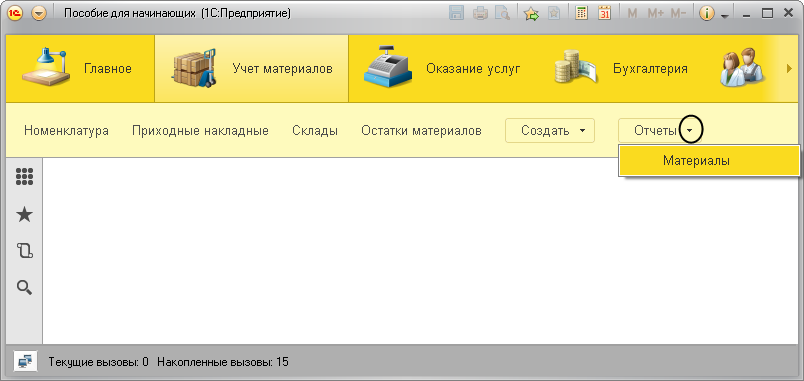 Пособие для начинающих (1С:Предприятие)
M M+ M-
Главное Учет материалов Оказание услуг Бухгалтерия
Номенклатура Приходные накладные Склады Остатки материалов Создать Отчеты
Материалы
Текущие вызовы: 0 Накопленные вызовы: 15